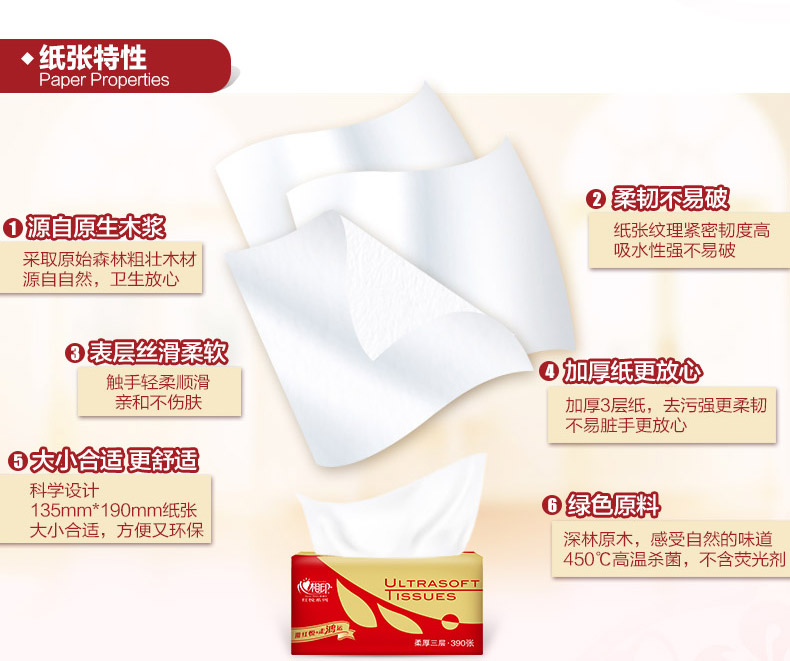 纸张特性
Paper Properties
1 源自原生木浆
采取原始森林粗壮木材
源自自然，卫生放心
2 柔韧不易破
纸张纹理紧密韧度高
吸水性强不易破
3 表层丝滑柔软
触手轻柔顺滑
亲和不伤肤
4 加厚纸更放心
加厚3层纸，去污强更柔韧
不易脏手更放心
5 大小合适 更舒适
科学设计
135mm*190mm纸张
大小合适，方便又环保
6 绿色原料
深林原木，感受自然的味道
450℃高温杀菌，不含荧光剂
心相印
红悦系列
ULTRASOFT
TISSUES
柔厚三层·390张